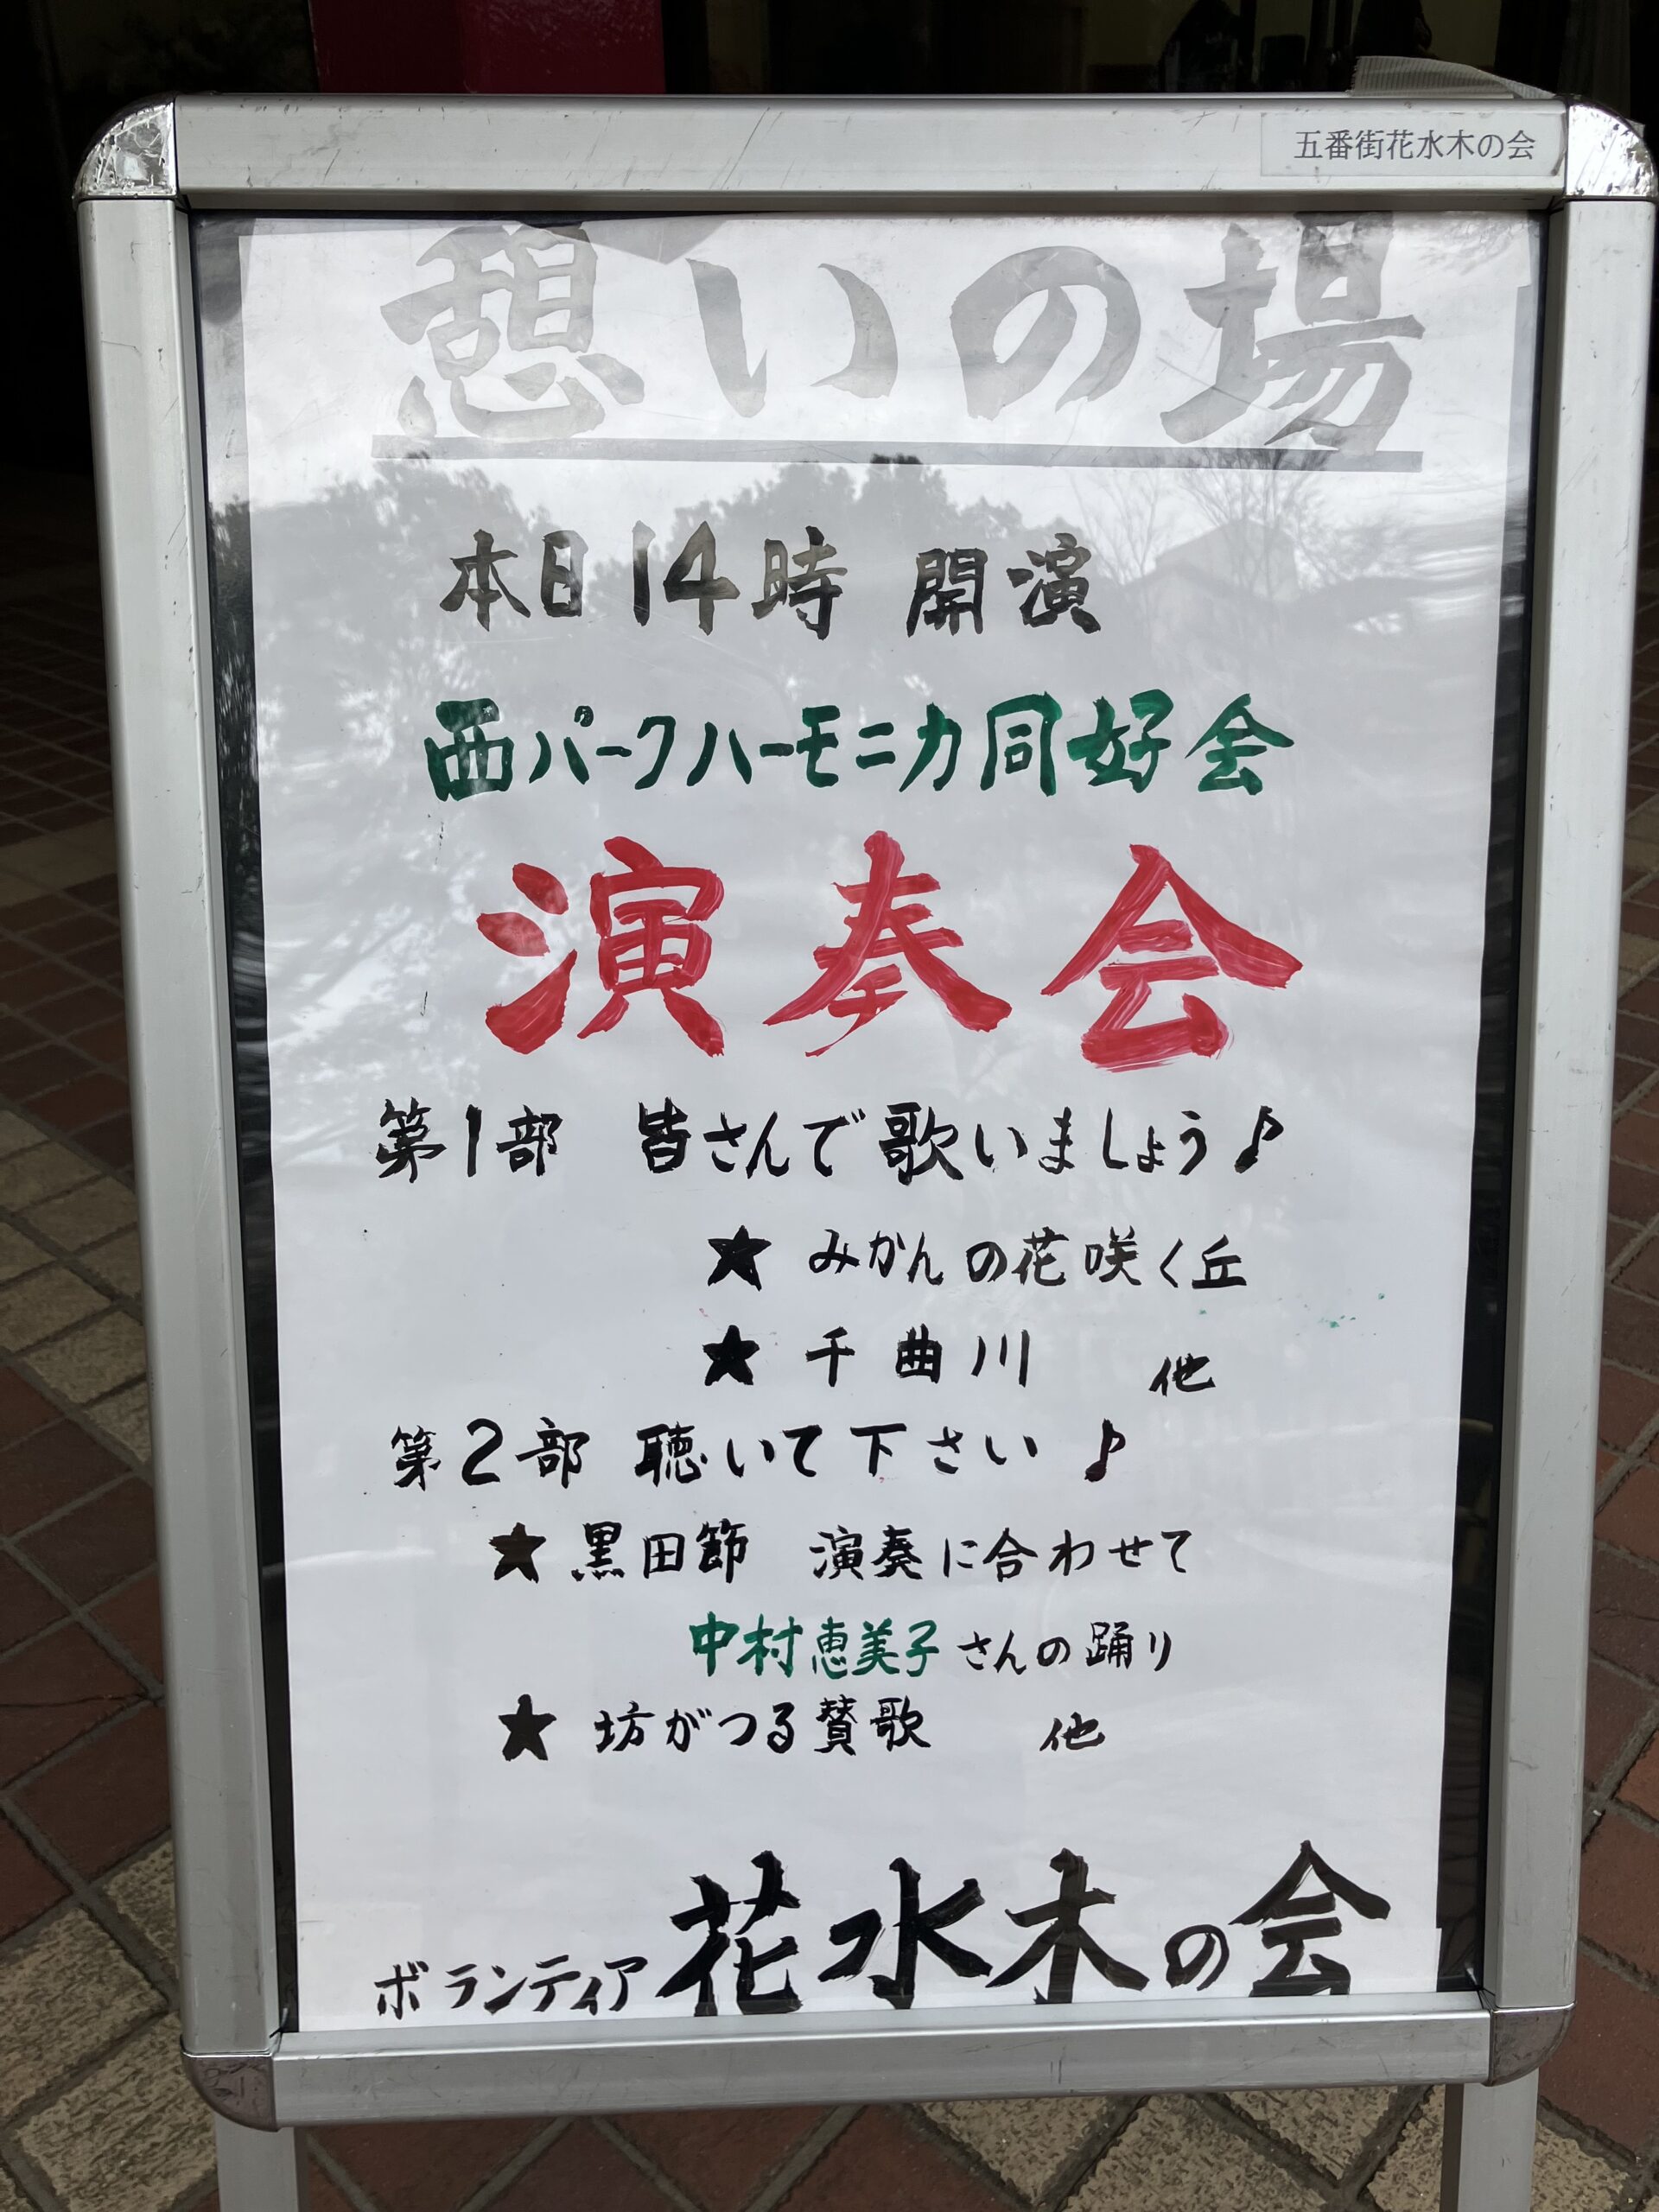 五番街花水木の会
憩いの場
本日14時 開演
西パークハーモニカ同好会
演奏会
第1部 皆さんで歌いましょう♪
★ みかんの花咲く丘
★ 千曲川 他
第2部 聴いて下さい ♪
★ 黒田節 演奏に合わせて
中村恵美子さんの踊り
★ 坊がつる賛歌 他
ボランティア 花水木の会